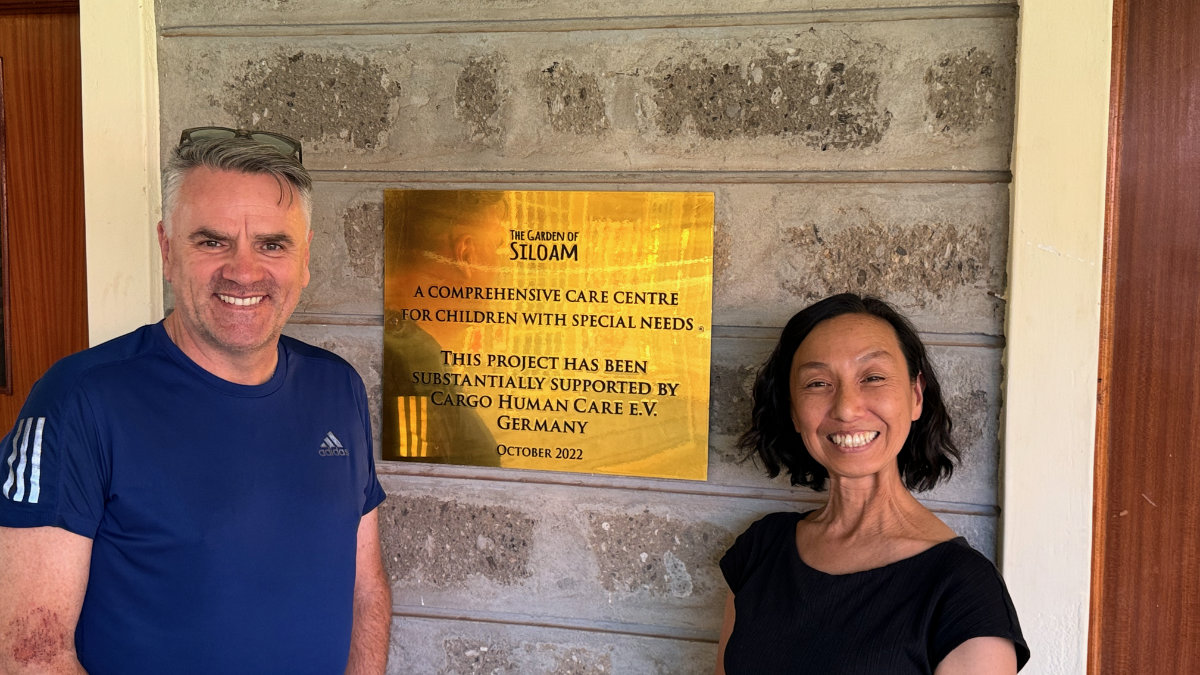 THE GARDEN OF
SILOAM
A COMPREHENSIVE CARE CENTRE
FOR CHILDREN WITH SPECIAL NEEDS
THIS PROJECT HAS BEEN
SUBSTANTIALLY SUPPORTED BY
CARGO HUMAN CARE E.V.
GERMANY
OCTOBER 2022
adidas